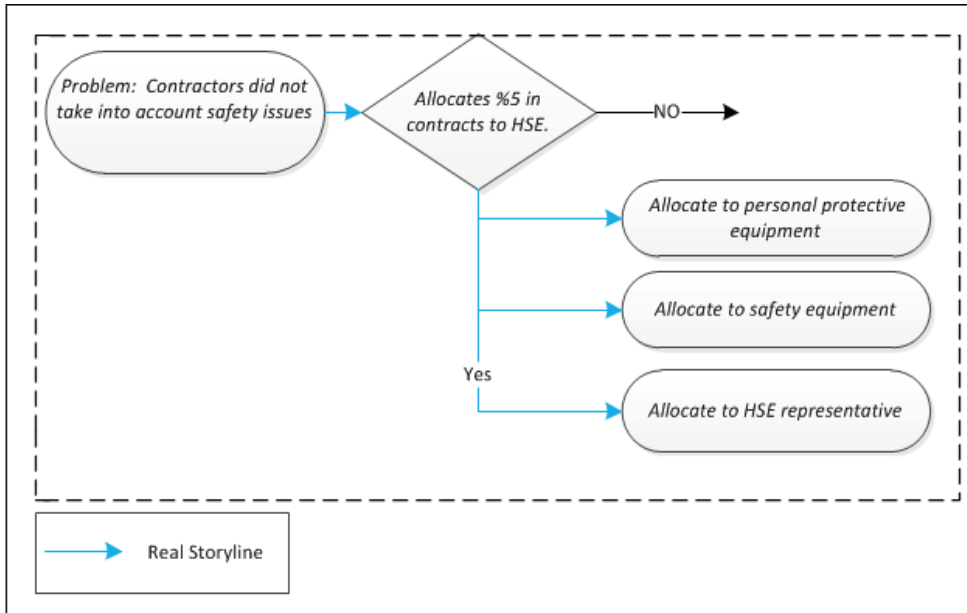 Problem:  Contractors did not
take into account safety issues
Allocates %5 in
contracts to HSE.
NO
Allocate to personal protective
equipment
Allocate to safety equipment
Yes
Allocate to HSE representative
Real Storyline